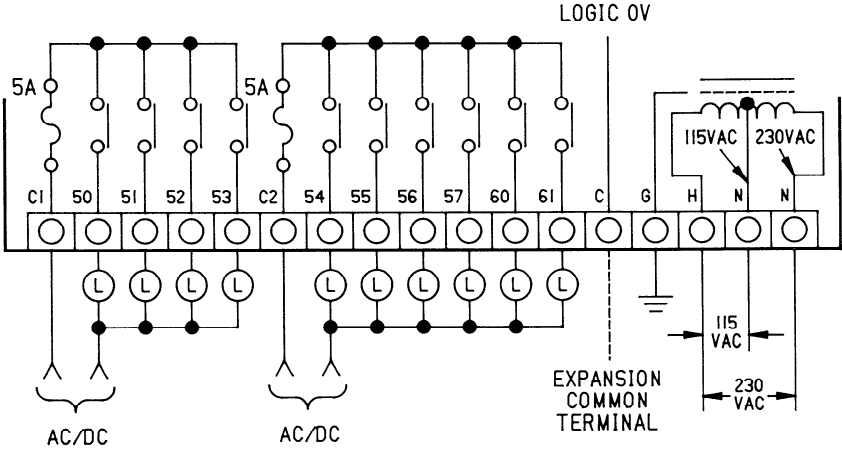 LOGIC 0V
5A
5A
115VAC
230VAC
C1
50
51
52
53
C2
54
55
56
57
60
61
C
G
H
N
N
L
L
L
L
L
L
L
L
L
L
115
VAC
230
VAC
EXPANSION
COMMON
TERMINAL
AC/DC
AC/DC